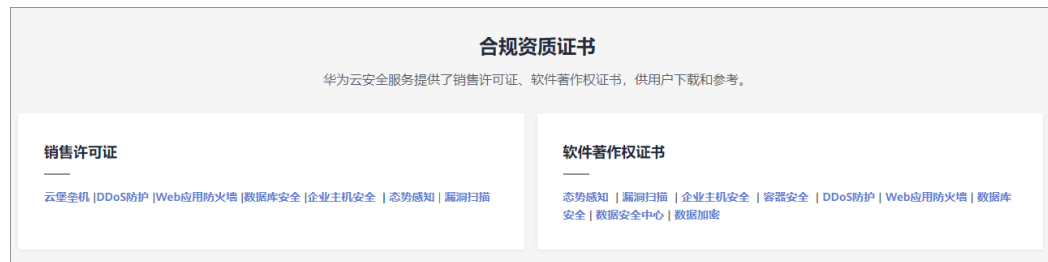 合规资质证书
华为云安全服务提供了销售许可证、软件著作权证书，供用户下载和参考。
销售许可证
云堡垒机 |DDoS防护 |Web应用防火墙 |数据库安全 |企业主机安全 | 态势感知 | 漏洞扫描
软件著作权证书
态势感知 | 漏洞扫描 | 企业主机安全 | 容器安全 | DDoS防护 | Web应用防火墙 | 数据库
安全 | 数据安全中心 | 数据加密